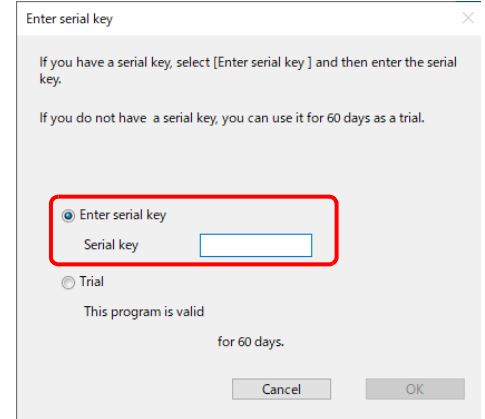 Enter serial key
If you have a serial key, select [Enter serial key ] and then enter the serial
key.
If you do not have  a serial key, you can use it for 60 days as a trial.
Enter serial key
Serial key
Trial
This program is valid
for 60 days.
Cancel
OK